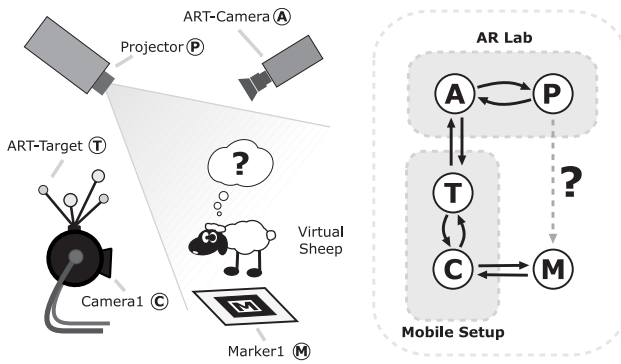 ART-Camera A
Projector P
ART-Target T
?
Virtual
Sheep
M
Camera1 C
Marker1 M
AR Lab
A
P
T
?
C
M
Mobile Setup